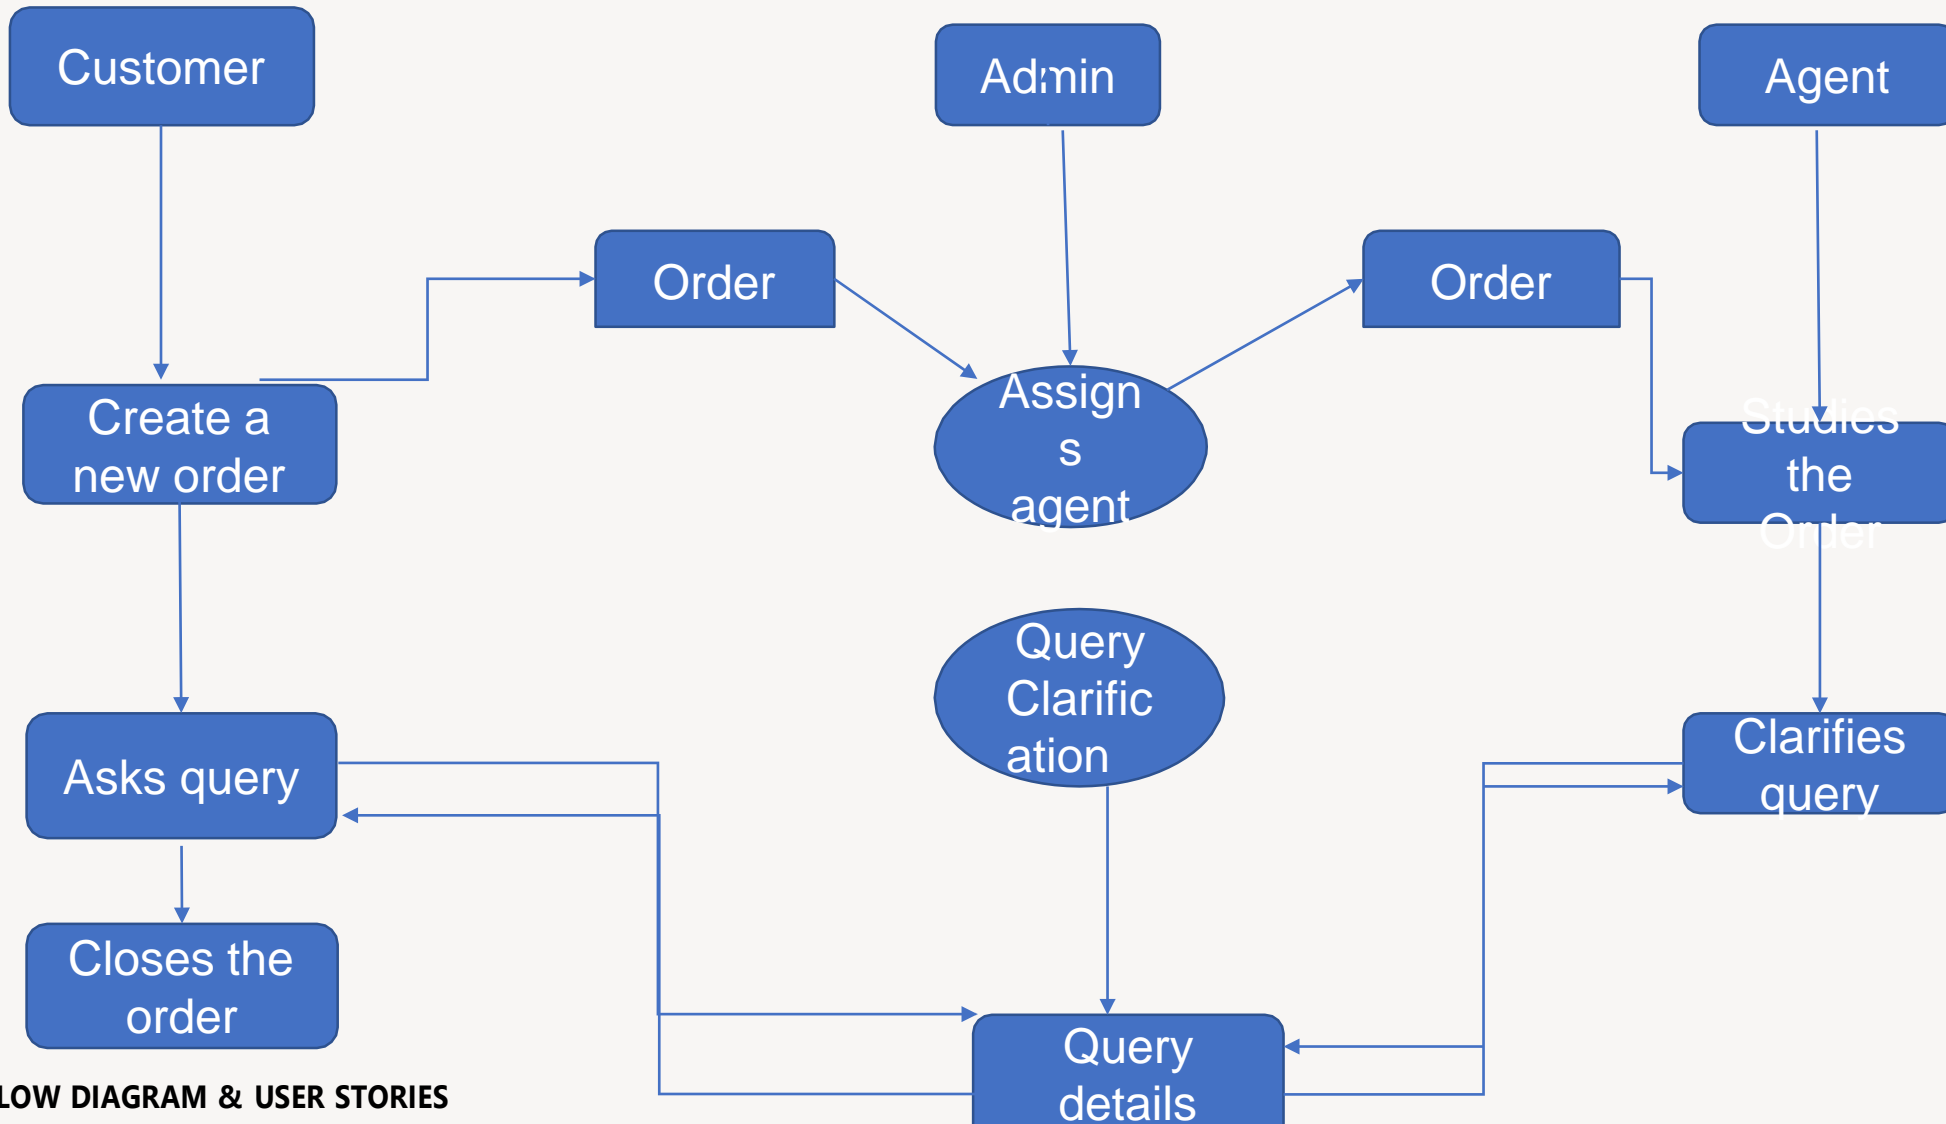 Customer
Admin
Agent
Order
Order
Create a
new order
Assign
s
agent
Studies
the
Order
Query
Clarific
ation
Asks query
Clarifies
query
Closes the
order
Query
details
LOW DIAGRAM & USER STORIES